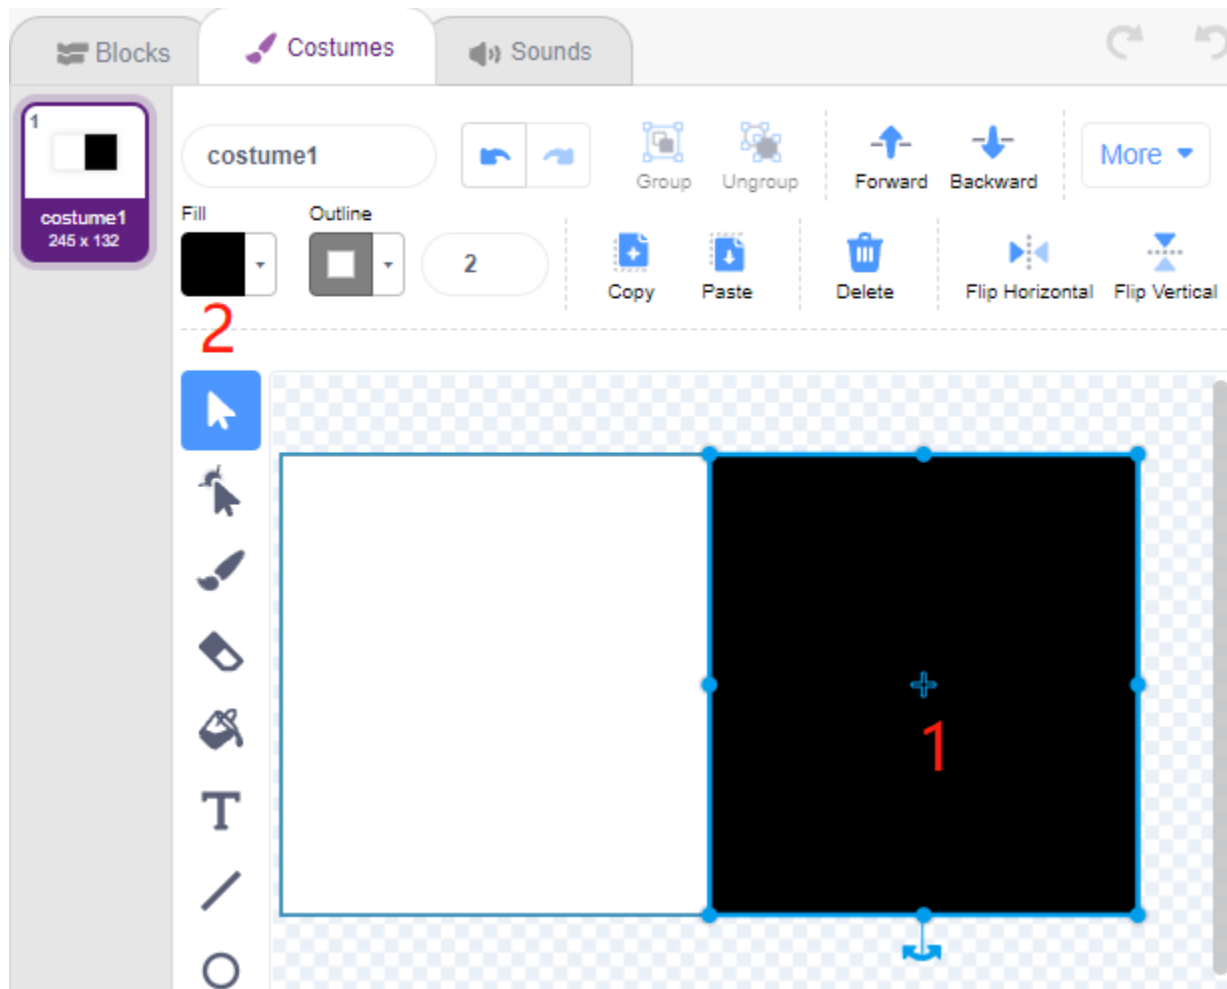 Blocks Costumes Sounds
1
costume1
245 x 132
costume1
Group Ungroup Forward Backward More
Fill Outline
2
Copy Paste Delete Flip Horizontal Flip Vertical
2
T
1